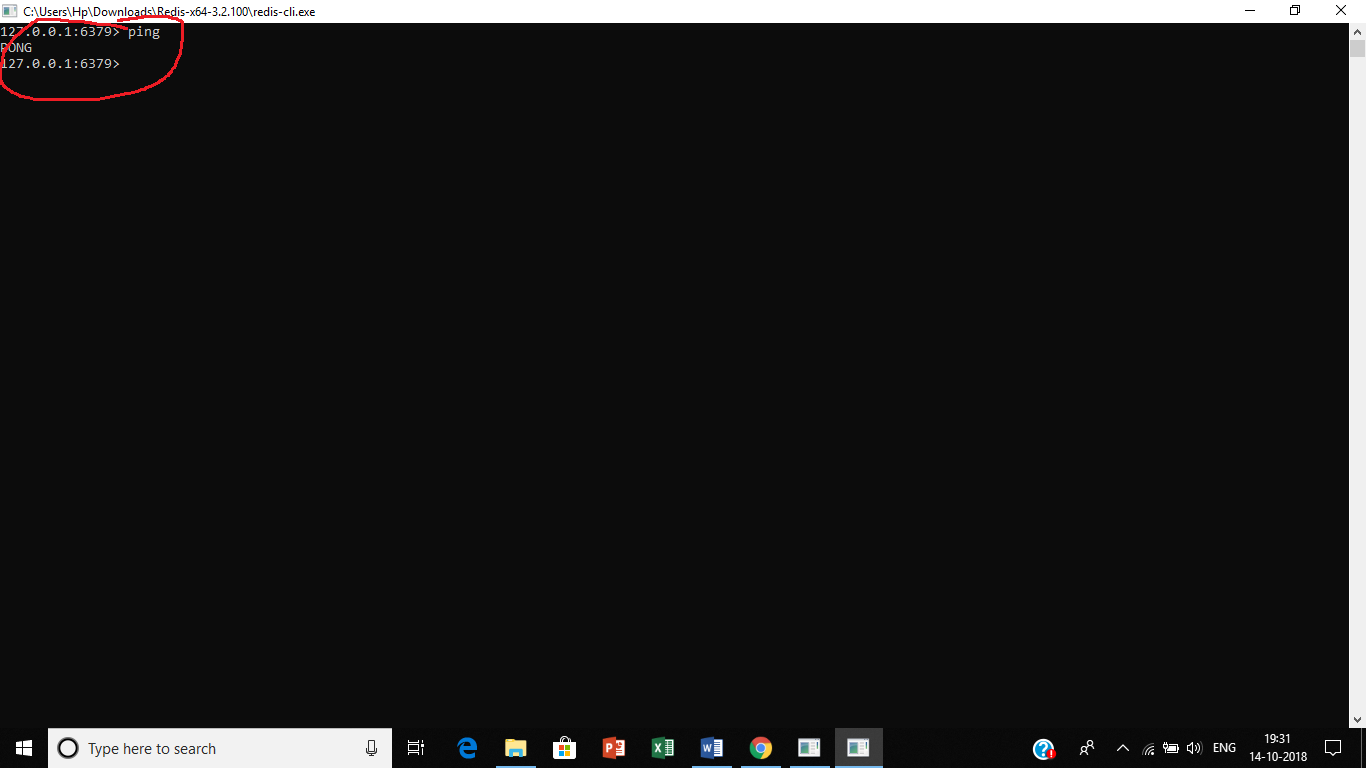 C:\Users\Hp\Downloads\Redis-x64-3.2.100\redis-cli.exe
127.0.0.1:6379> ping
PONG
127.0.0.1:6379>
Type here to search
ENG
19:31
14-10-2018